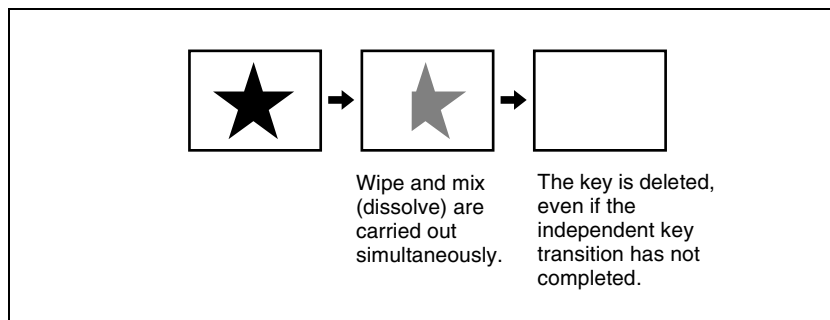 Wipe and mix
(dissolve) are
carried out
simultaneously.
The key is deleted,
even if the
independent key
transition has not
completed.